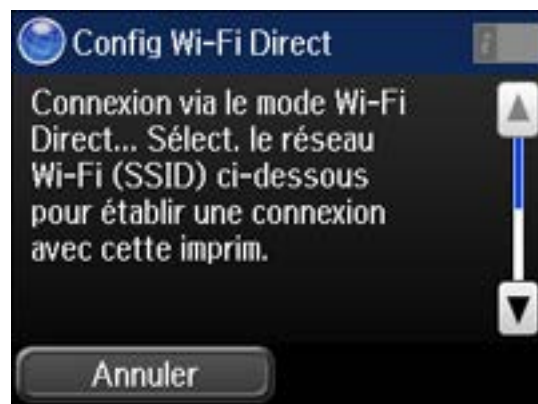 Config Wi-Fi Direct
Connexion via le mode Wi-Fi
Direct... Sélect. le réseau
Wi-Fi (SSID) ci-dessous
pour établir une connexion
avec cette imprim.
Annuler